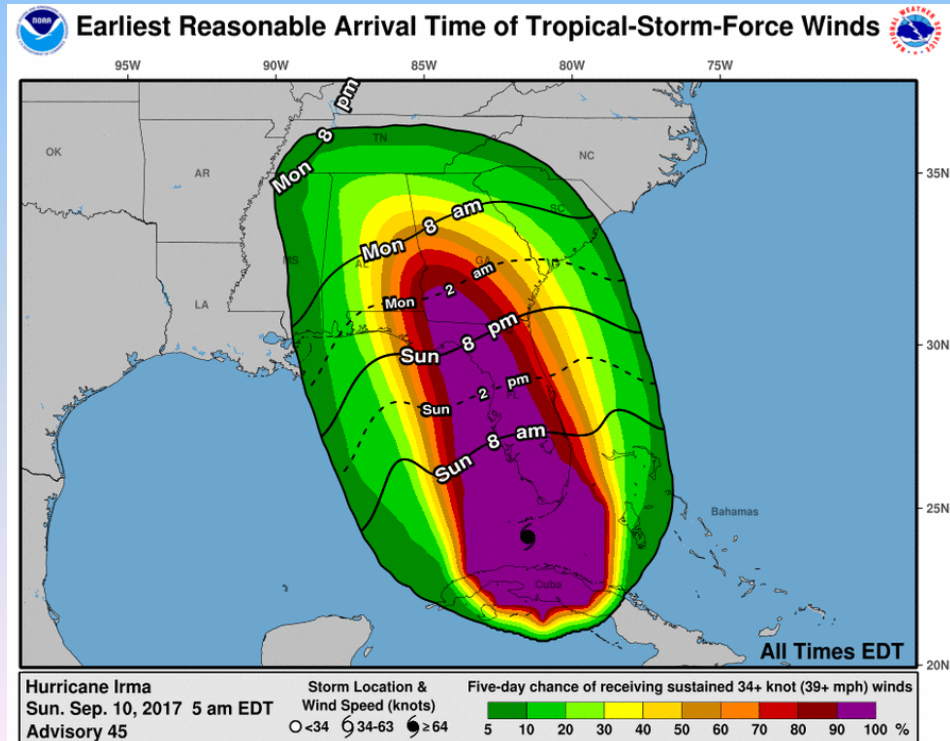 NOAA
Earliest Reasonable Arrival Time of Tropical-Storm-Force Winds
95W 90W 85W 80W 75W
8 pm
Mon
OK
TN
AR
NC
35N
SC
Mon 8 am
MS
AL
GA
Mon 2 am
LA
Sun 8 pm
30N
Sun 2 pm
FL
Sun 8 am
25N
Bahamas
Cuba
All Times EDT
20N
Hurricane Irma
Sun. Sep. 10, 2017 5 am EDT
Advisory 45
Storm Location &
Wind Speed (knots)
<34 34-63 ≥64
Five-day chance of receiving sustained 34+ knot (39+ mph) winds
5 10 20 30 40 50 60 70 80 90 100 %